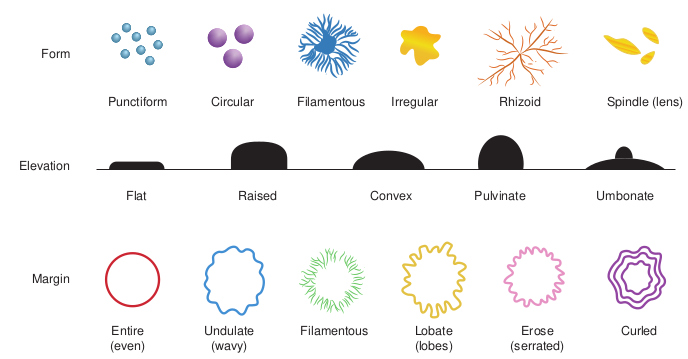 Form
Punctiform Circular Filamentous Irregular Rhizoid Spindle (lens)
Elevation
Flat Raised Convex Pulvinate Umbonate
Margin
Entire Undulate Filamentous Lobate Erose Curled
(even) (wavy) (lobes) (serrated)